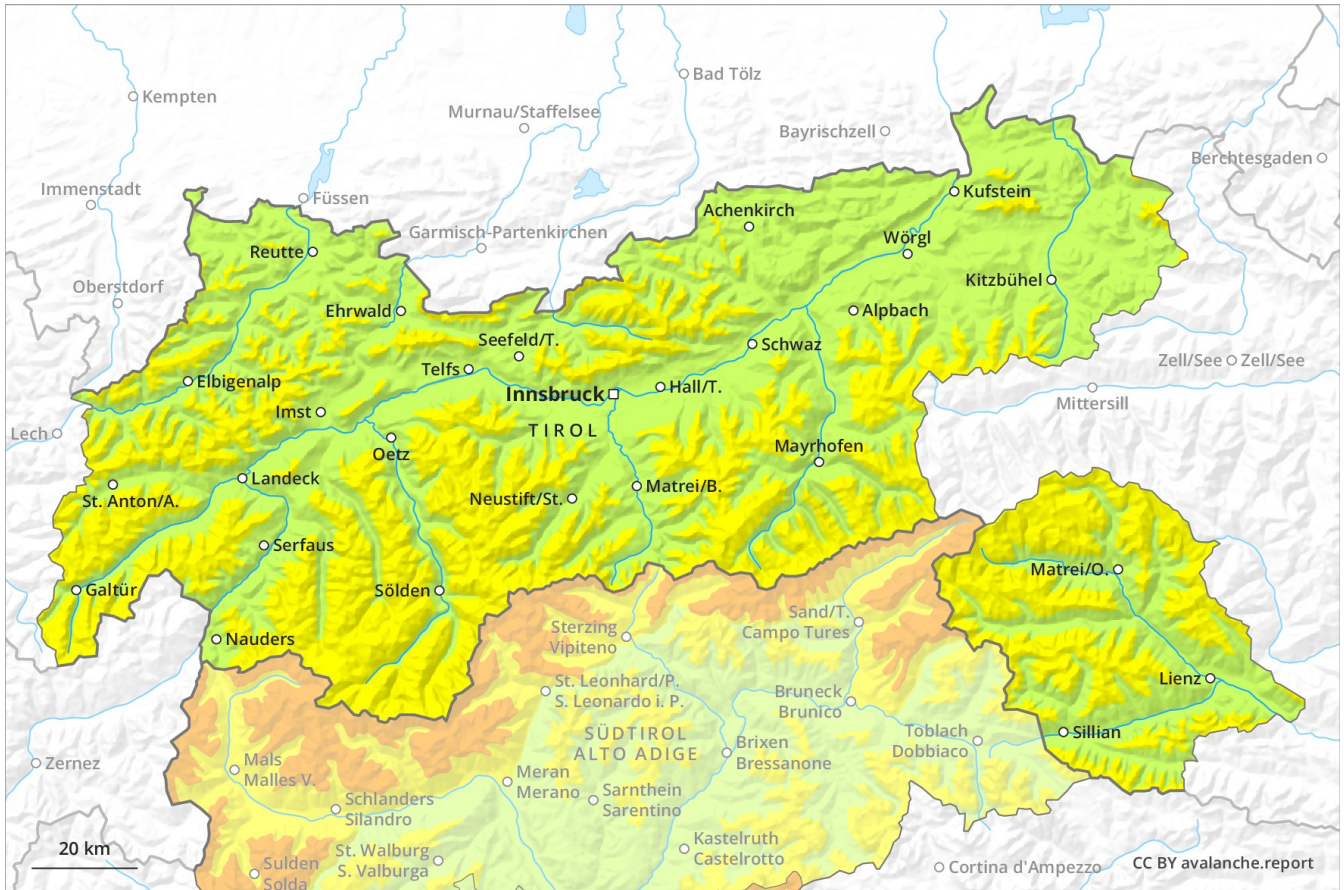 Bad Tölz
Kempten
Murnau/Staffelsee
Bayrischzell
Berchtesgaden
Immenstadt
Füssen
Kufstein
Achenkirch
Garmisch-Partenkirchen
Wörgl
Reutte
Kitzbühel
Oberstdorf
Ehrwald
Alpbach
Seefeld/T.
Schwaz
Zell/See
Zell/See
Telfs
Elbigenalp
Hall/T.
Innsbruck
Mittersill
Imst
TIROL
Lech
Oetz
Mayrhofen
Landeck
St. Anton/A.
Neustift/St.
Matrei/B.
Serfaus
Matrei/O.
Galtür
Sölden
Sand/T.
Campo Tures
Sterzing
Vipiteno
Nauders
Lienz
St. Leonhard/P.
S. Leonardo i. P.
Bruneck
Brunico
SÜDTIROL
ALTO ADIGE
Toblach
Dobbiaco
Sillian
Brixen
Bressanone
Zernez
Mals
Malles V.
Meran
Merano
Sarnthein
Sarentino
Schlanders
Silandro
Kastelruth
Castelrotto
20 km
St. Walburg
S. Valburga
Sulden
Solda
Cortina d'Ampezzo
CC BY avalanche.report